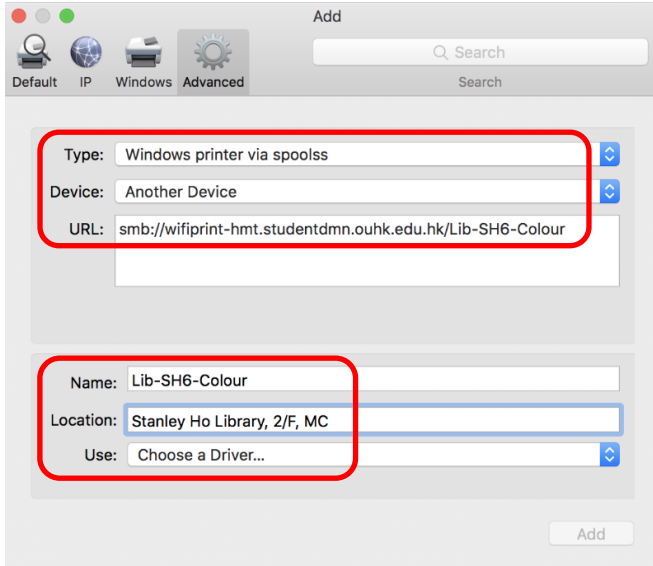 Add
Search
Default IP Windows Advanced Search
Type: Windows printer via spoolss
Device: Another Device
URL: smb://wifiprint-hmt.studentdmn.ouhk.edu.hk/Lib-SH6-Colour
Name: Lib-SH6-Colour
Location: Stanley Ho Library, 2/F, MC
Use: Choose a Driver...
Add